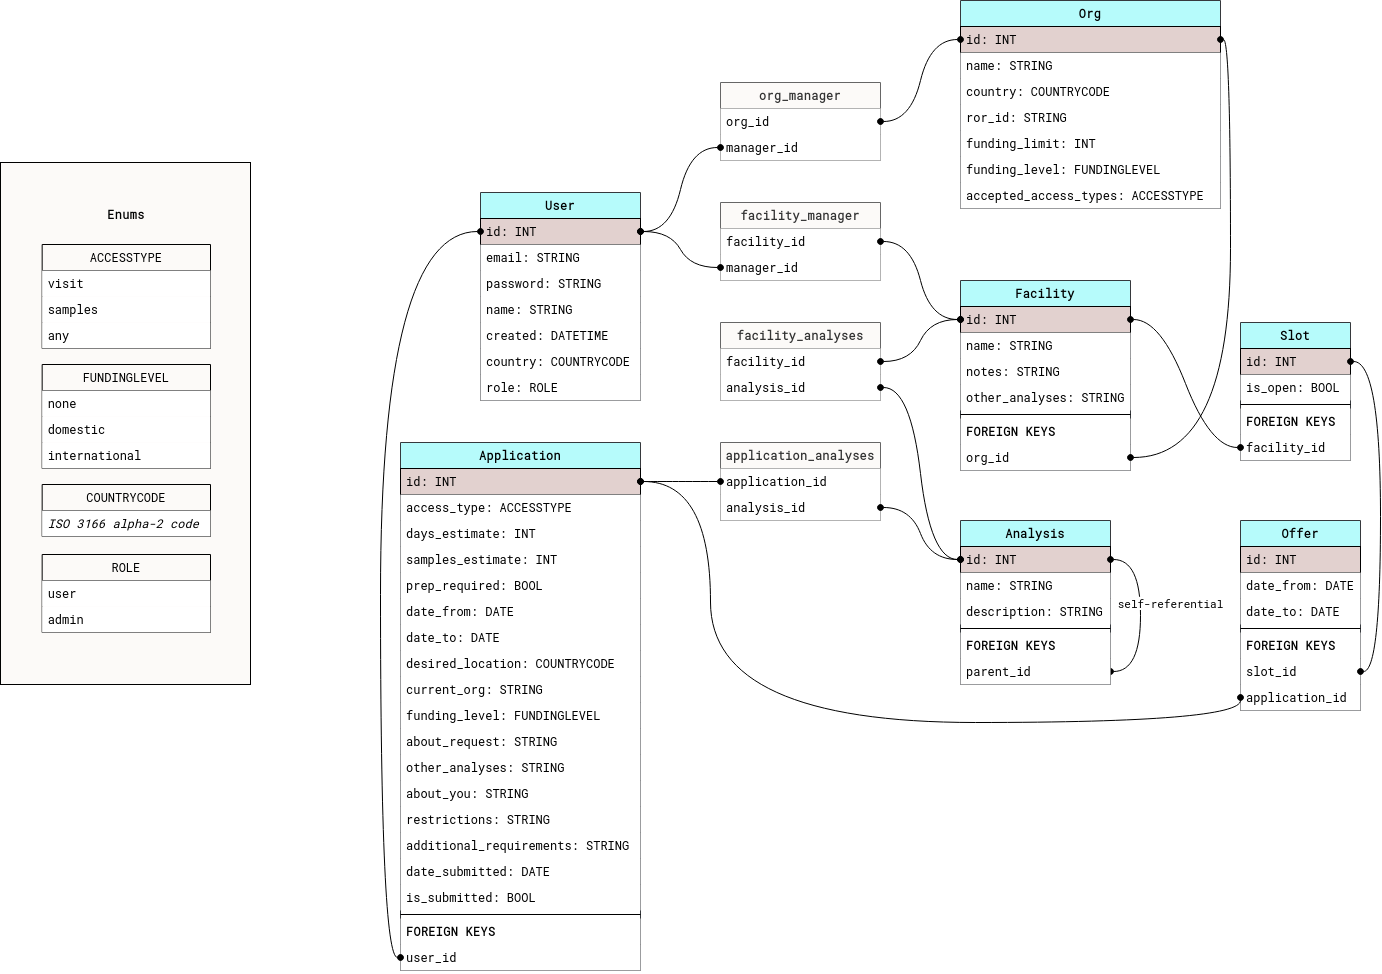 Enums
ACCESSTYPE
visit
samples
any
FUNDINGLEVEL
none
domestic
international
COUNTRYCODE
ISO 3166 alpha-2 code
ROLE
user
admin
User
id: INT
email: STRING
password: STRING
name: STRING
created: DATETIME
country: COUNTRYCODE
role: ROLE
Application
id: INT
access_type: ACCESSTYPE
days_estimate: INT
samples_estimate: INT
prep_required: BOOL
date_from: DATE
date_to: DATE
desired_location: COUNTRYCODE
current_org: STRING
funding_level: FUNDINGLEVEL
about_request: STRING
other_analyses: STRING
about_you: STRING
restrictions: STRING
additional_requirements: STRING
date_submitted: DATE
is_submitted: BOOL
FOREIGN KEYS
user_id
org_manager
org_id
manager_id
facility_manager
facility_id
manager_id
facility_analyses
facility_id
analysis_id
application_analyses
application_id
analysis_id
Org
id: INT
name: STRING
country: COUNTRYCODE
ror_id: STRING
funding_limit: INT
funding_level: FUNDINGLEVEL
accepted_access_types: ACCESSTYPE
Facility
id: INT
name: STRING
notes: STRING
other_analyses: STRING
FOREIGN KEYS
org_id
Analysis
id: INT
name: STRING
description: STRING
FOREIGN KEYS
parent_id
self-referential
Slot
id: INT
is_open: BOOL
FOREIGN KEYS
facility_id
Offer
id: INT
date_from: DATE
date_to: DATE
FOREIGN KEYS
slot_id
application_id